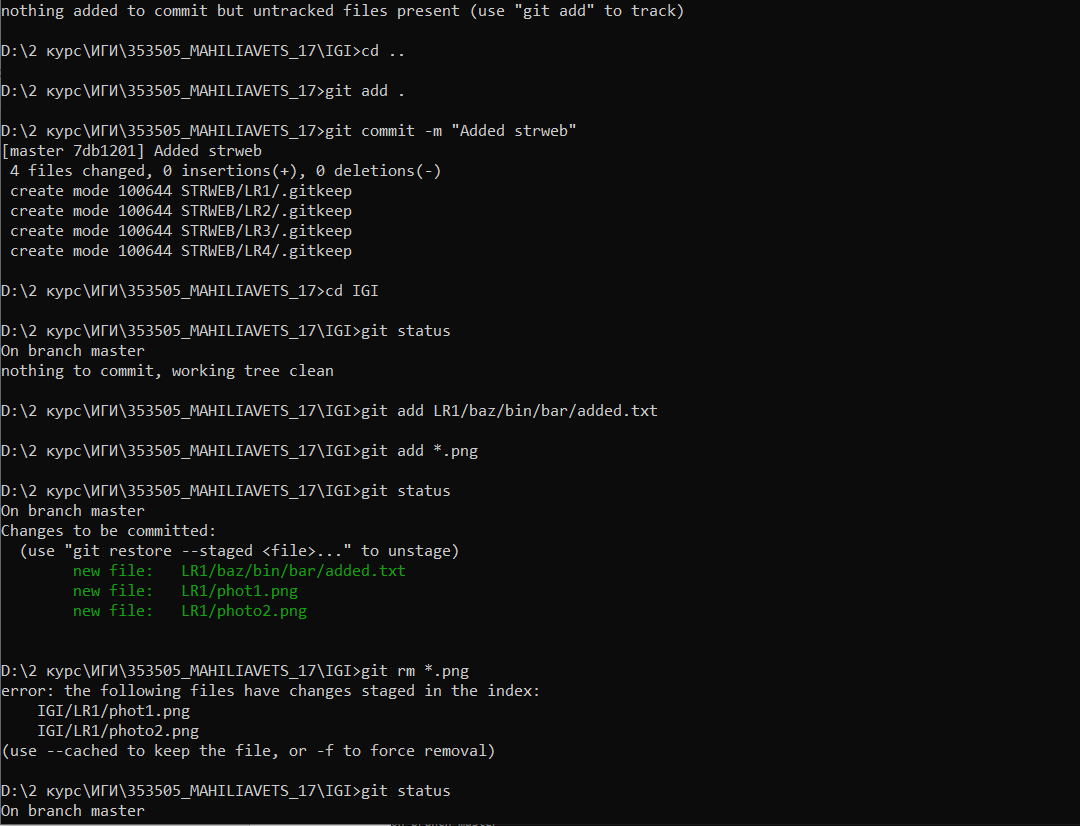 nothing added to commit but untracked files present (use "git add" to track)
D:\2 курс\ИГИ\353505_MAHILIAVETS_17\IGI>cd ..
D:\2 курс\ИГИ\353505_MAHILIAVETS_17>git add .
D:\2 курс\ИГИ\353505_MAHILIAVETS_17>git commit -m "Added strweb"
[master 7db1201] Added strweb
 4 files changed, 0 insertions(+), 0 deletions(-)
 create mode 100644 STRWEB/LR1/.gitkeep
 create mode 100644 STRWEB/LR2/.gitkeep
 create mode 100644 STRWEB/LR3/.gitkeep
 create mode 100644 STRWEB/LR4/.gitkeep
D:\2 курс\ИГИ\353505_MAHILIAVETS_17>cd IGI
D:\2 курс\ИГИ\353505_MAHILIAVETS_17\IGI>git status
On branch master
nothing to commit, working tree clean
D:\2 курс\ИГИ\353505_MAHILIAVETS_17\IGI>git add LR1/baz/bin/bar/added.txt
D:\2 курс\ИГИ\353505_MAHILIAVETS_17\IGI>git add *.png
D:\2 курс\ИГИ\353505_MAHILIAVETS_17\IGI>git status
On branch master
Changes to be committed:
  (use "git restore --staged <file>..." to unstage)
        new file:   LR1/baz/bin/bar/added.txt
        new file:   LR1/phot1.png
        new file:   LR1/photo2.png
D:\2 курс\ИГИ\353505_MAHILIAVETS_17\IGI>git rm *.png
error: the following files have changes staged in the index:
    IGI/LR1/phot1.png
    IGI/LR1/photo2.png
(use --cached to keep the file, or -f to force removal)
D:\2 курс\ИГИ\353505_MAHILIAVETS_17\IGI>git status
On branch master